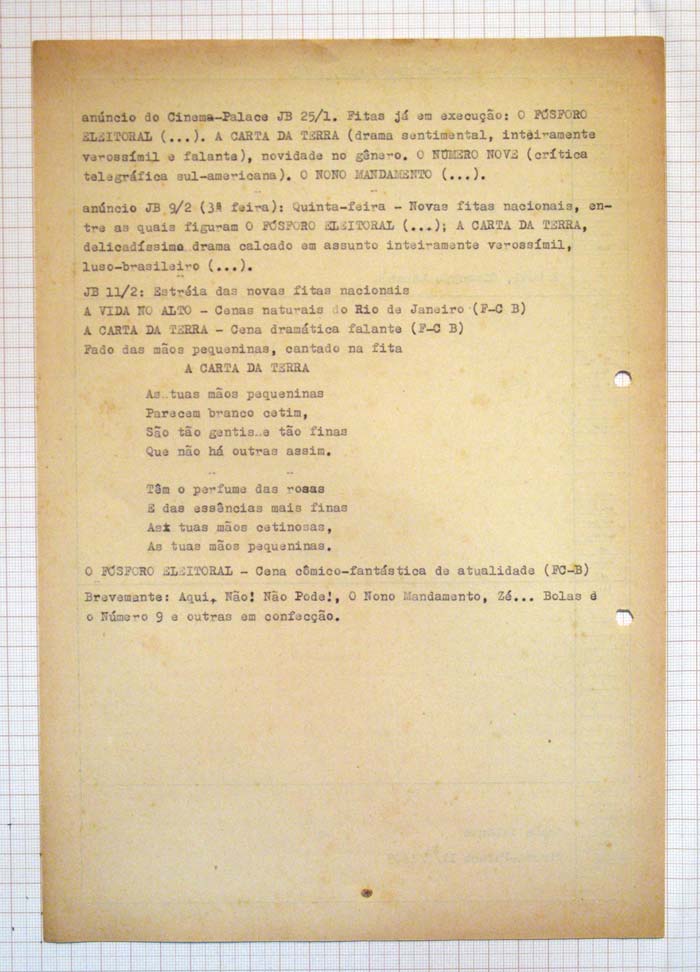 anúncio do Cinema-Palace JB 25/1. Fitas já em execução: O FÓSFORO
ELEITORAL (...). A CARTA DA TERRA (drama sentimental, inteiramente
verossímil e falante), novidade no gênero. O NÚMERO NOVE (crítica
telegráfica sul-americana). O NONO MANDAMENTO (...).
anúncio JB 9/2 (3ª feira): Quinta-feira - Novas fitas nacionais, en-
tre as quais figuram O FÓSFORO ELEITORAL (...); A CARTA DA TERRA,
delicadíssimo drama calcado em assunto inteiramente verossímil,
luso-brasileiro (...).
JB 11/2: Estréia das novas fitas nacionais
A VIDA NO ALTO - Cenas naturais do Rio de Janeiro (F-C B)
A CARTA DA TERRA - Cena dramática falante (F-C B)
Fado das mãos pequeninas, cantado na fita
A CARTA DA TERRA
As tuas mãos pequeninas
Parecem branco cetim,
São tão gentis e tão finas
Que não há outras assim.
Têm o perfume das rosas
E das essências mais finas
As tuas mãos cetinosas,
As tuas mãos pequeninas.
O FÓSFORO ELEITORAL - Cena cômico-fantástica de atualidade (FC-B)
Brevemente: Aqui, Não! Não Pode!, O Nono Mandamento, Zé... Bolas e
o Número 9 e outras em confecção.